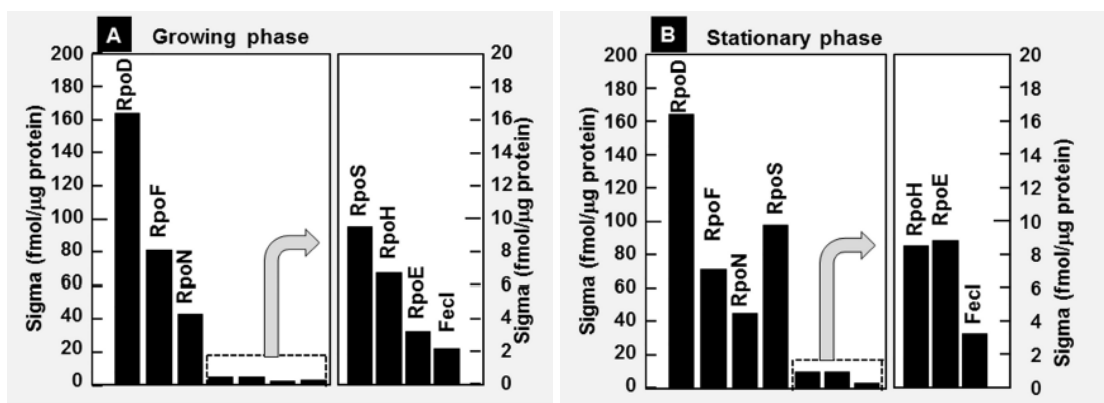 A Growing phase
Sigma (fmol/µg protein)
200
180
160
140
120
100
80
60
40
20
0
RpoD
RpoF
RpoN
RpoS
RpoH
RpoE
FecI
20
18
16
14
12
10
8
6
4
2
0
Sigma (fmol/µg protein)
B Stationary phase
Sigma (fmol/µg protein)
200
180
160
140
120
100
80
60
40
20
0
RpoD
RpoF
RpoN
RpoS
RpoH
RpoE
FecI
20
18
16
14
12
10
8
6
4
2
0
Sigma (fmol/µg protein)